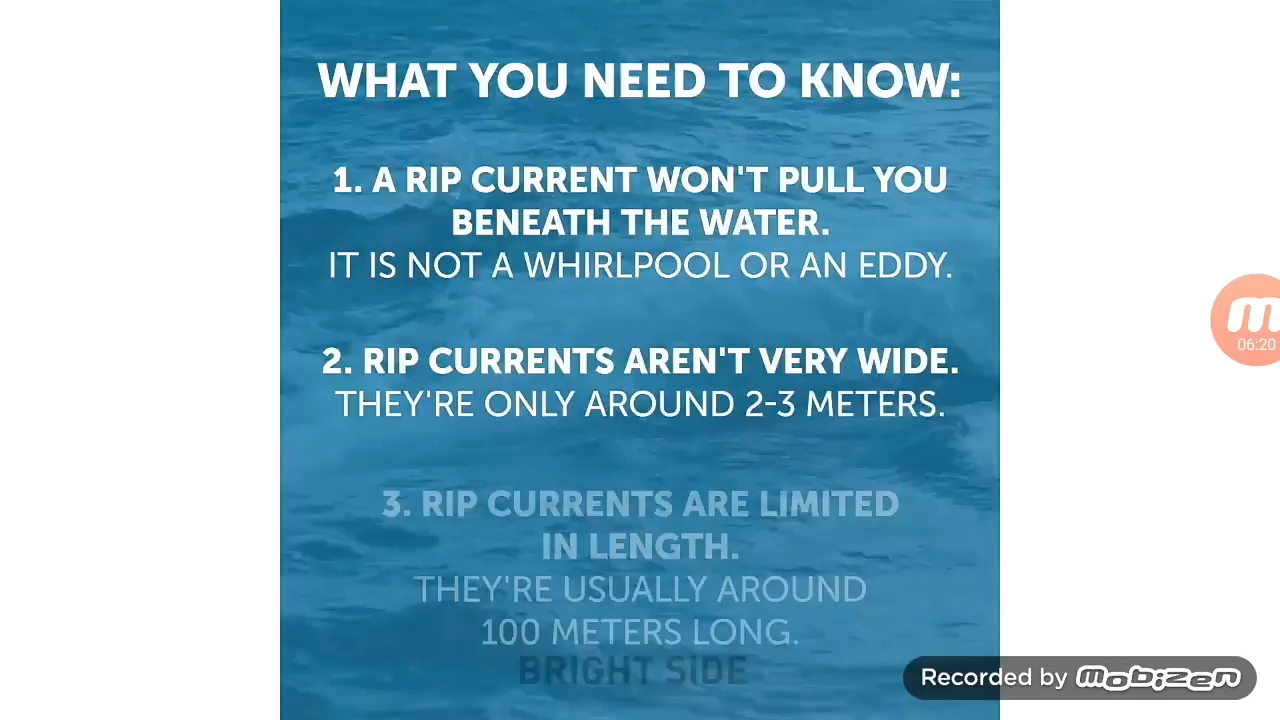 WHAT YOU NEED TO KNOW:
1. A RIP CURRENT WON'T PULL YOU
BENEATH THE WATER.
IT IS NOT A WHIRLPOOL OR AN EDDY.
2. RIP CURRENTS AREN'T VERY WIDE.
THEY'RE ONLY AROUND 2-3 METERS.
3. RIP CURRENTS ARE LIMITED
IN LENGTH.
THEY'RE USUALLY AROUND
100 METERS LONG.
BRIGHT SIDE
m
06:20
Recorded by mobizen